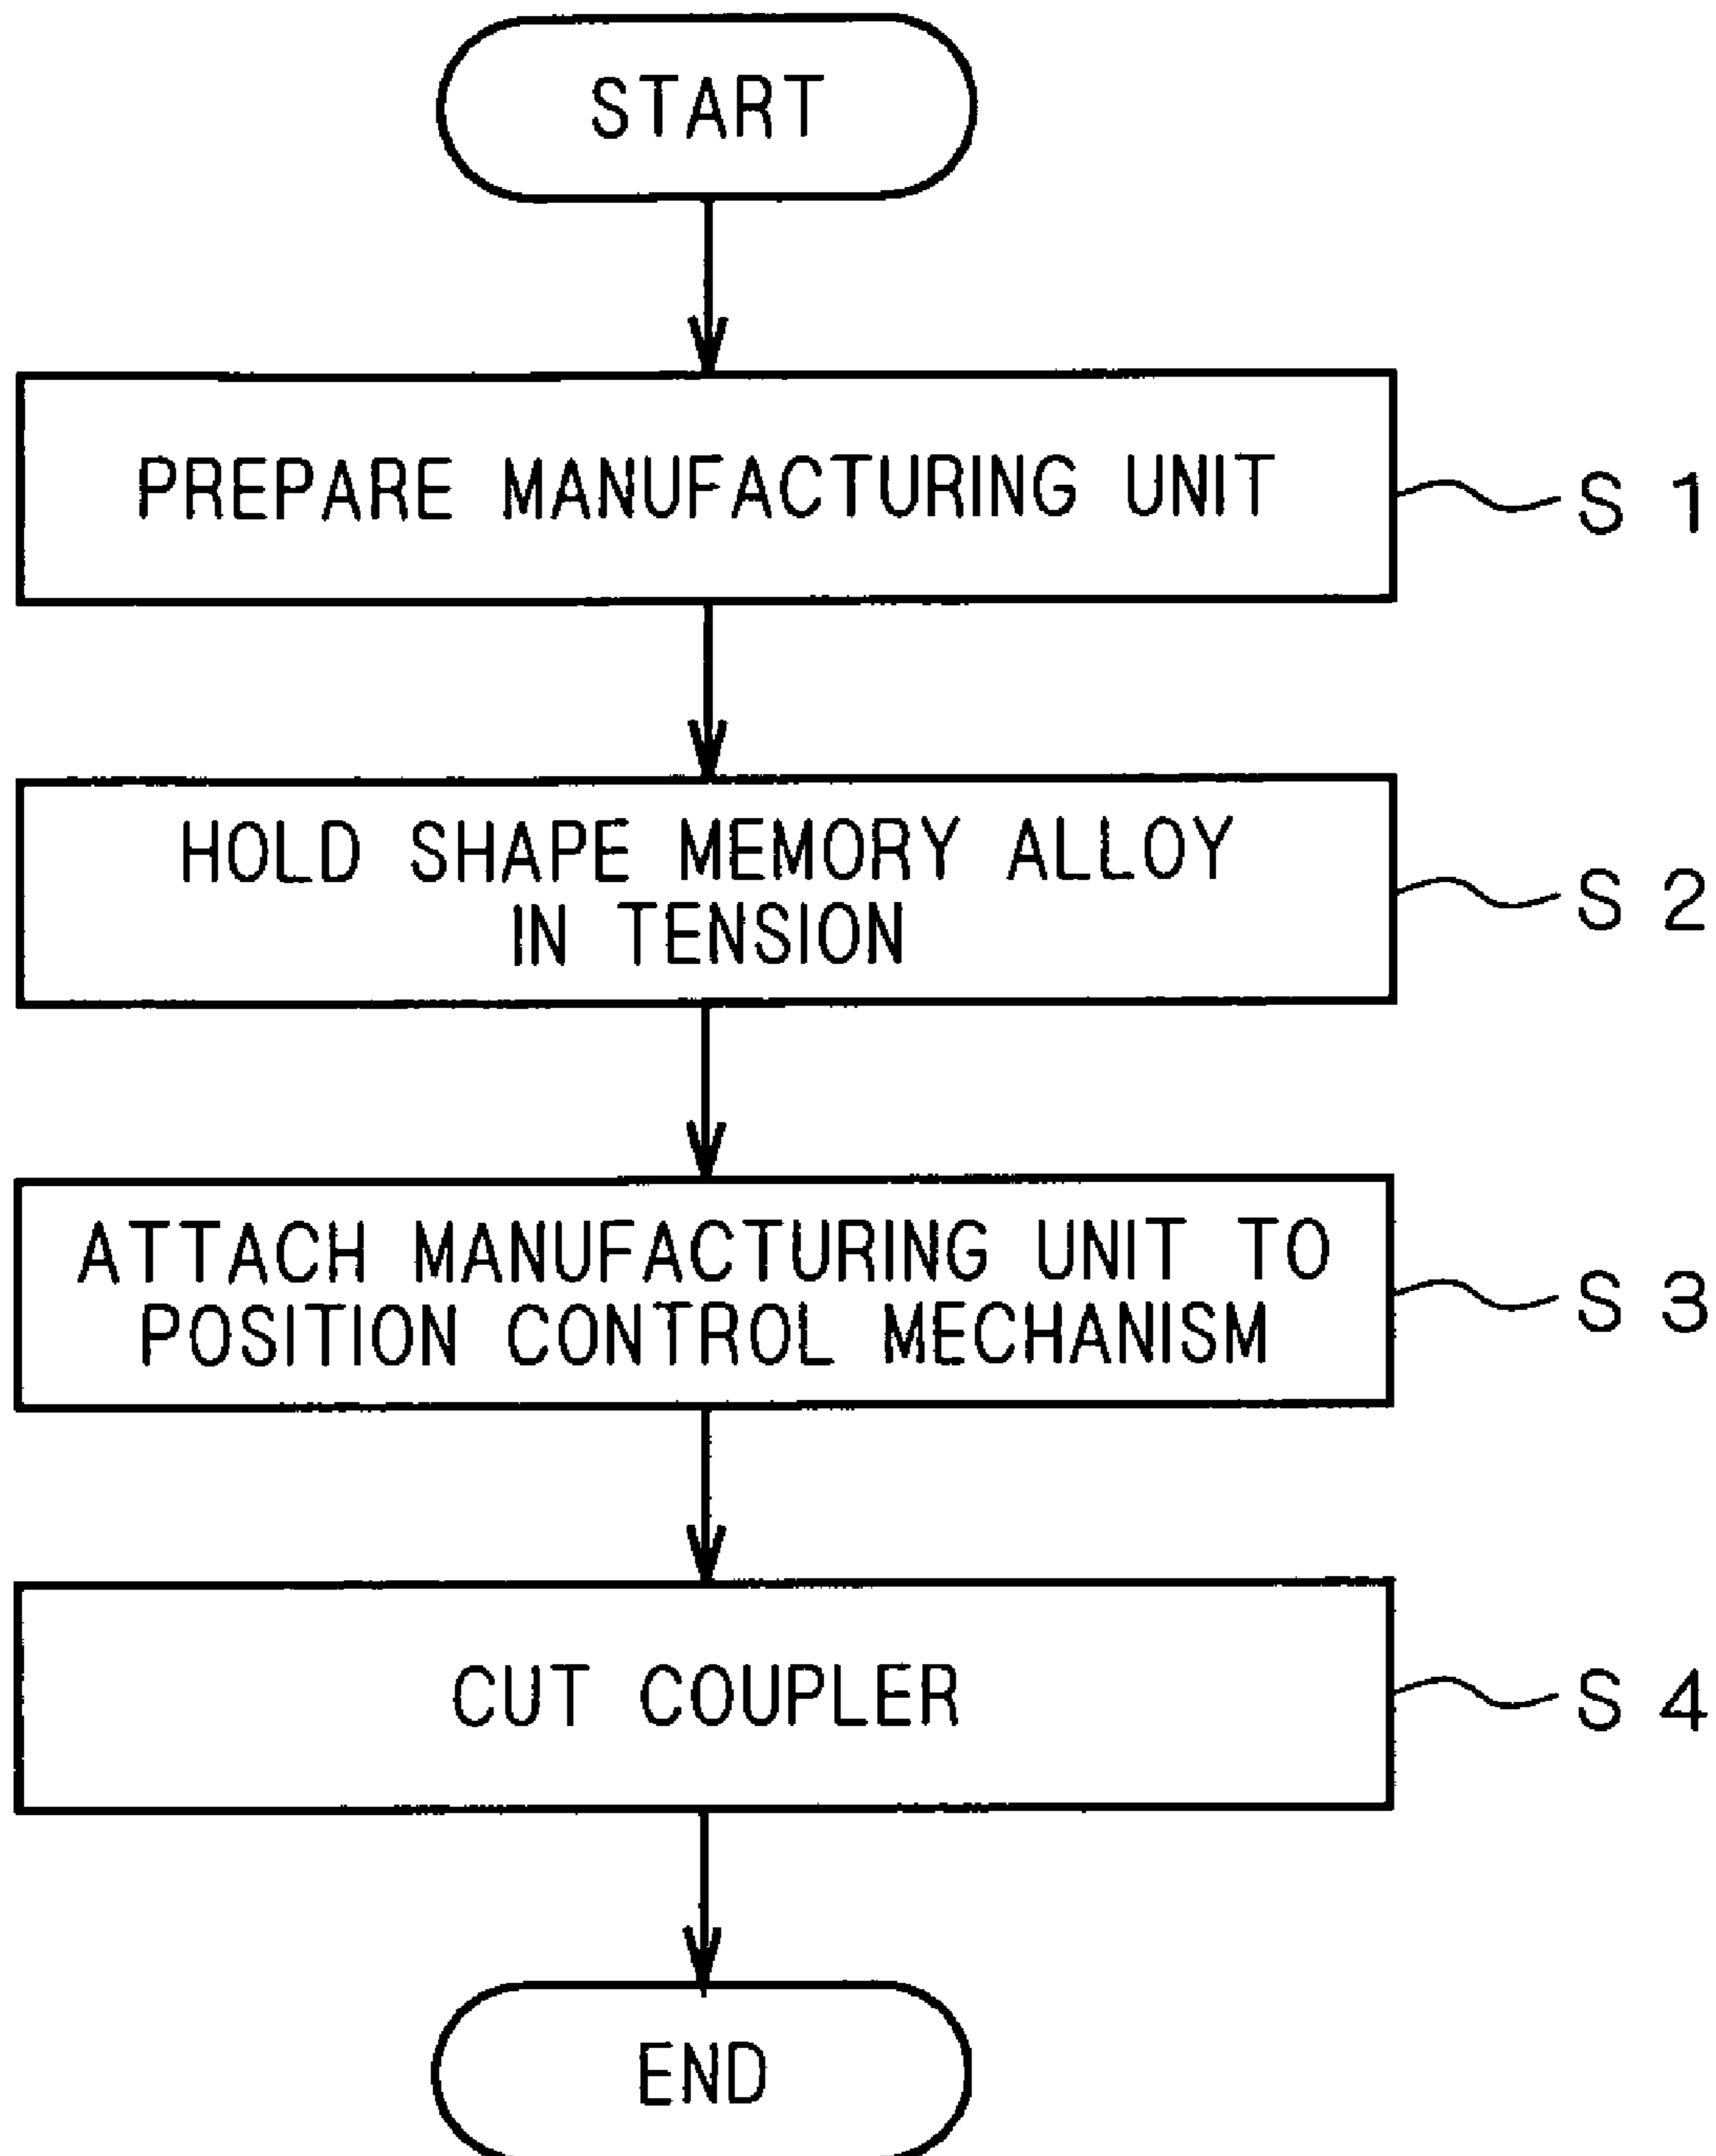 START
PREPARE MANUFACTURING UNIT
S 1
HOLD SHAPE MEMORY ALLOY
IN TENSION
S 2
ATTACH MANUFACTURING UNIT TO
POSITION CONTROL MECHANISM
S 3
CUT COUPLER
S 4
END